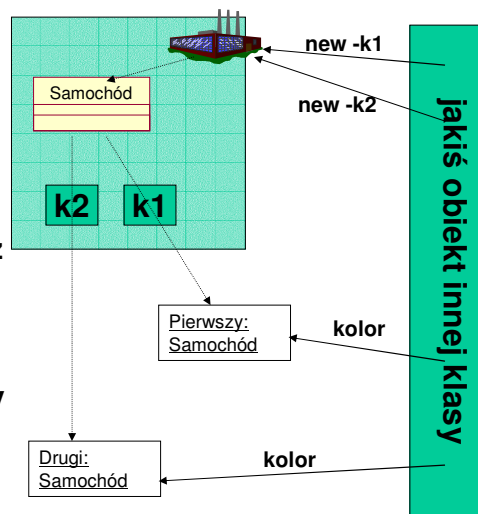 new -k1
Samochód
new -k2
k2
k1
jakiś obiekt innej klasy
Pierwszy:
Samochód
kolor
Drugi:
Samochód
kolor